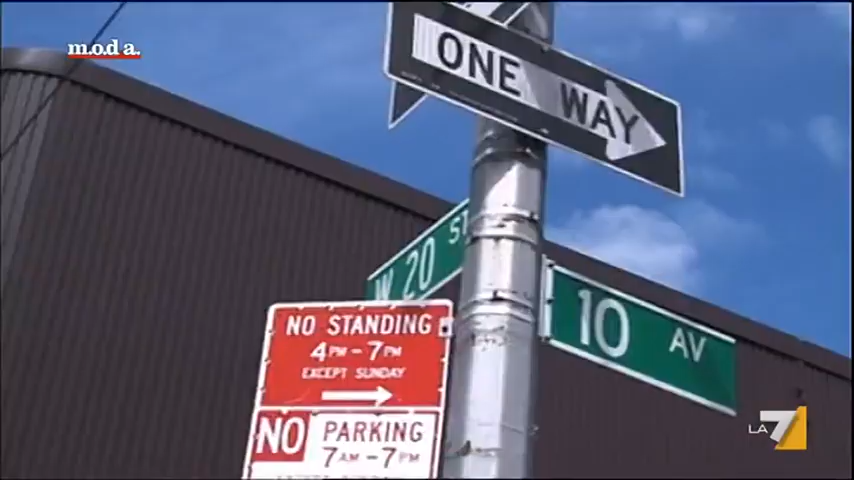 m.o.d a.
ONE WAY
W 20 ST
10 AV
NO STANDING
4PM - 7PM
EXCEPT SUNDAY
NO PARKING
7AM - 7PM
LA 7